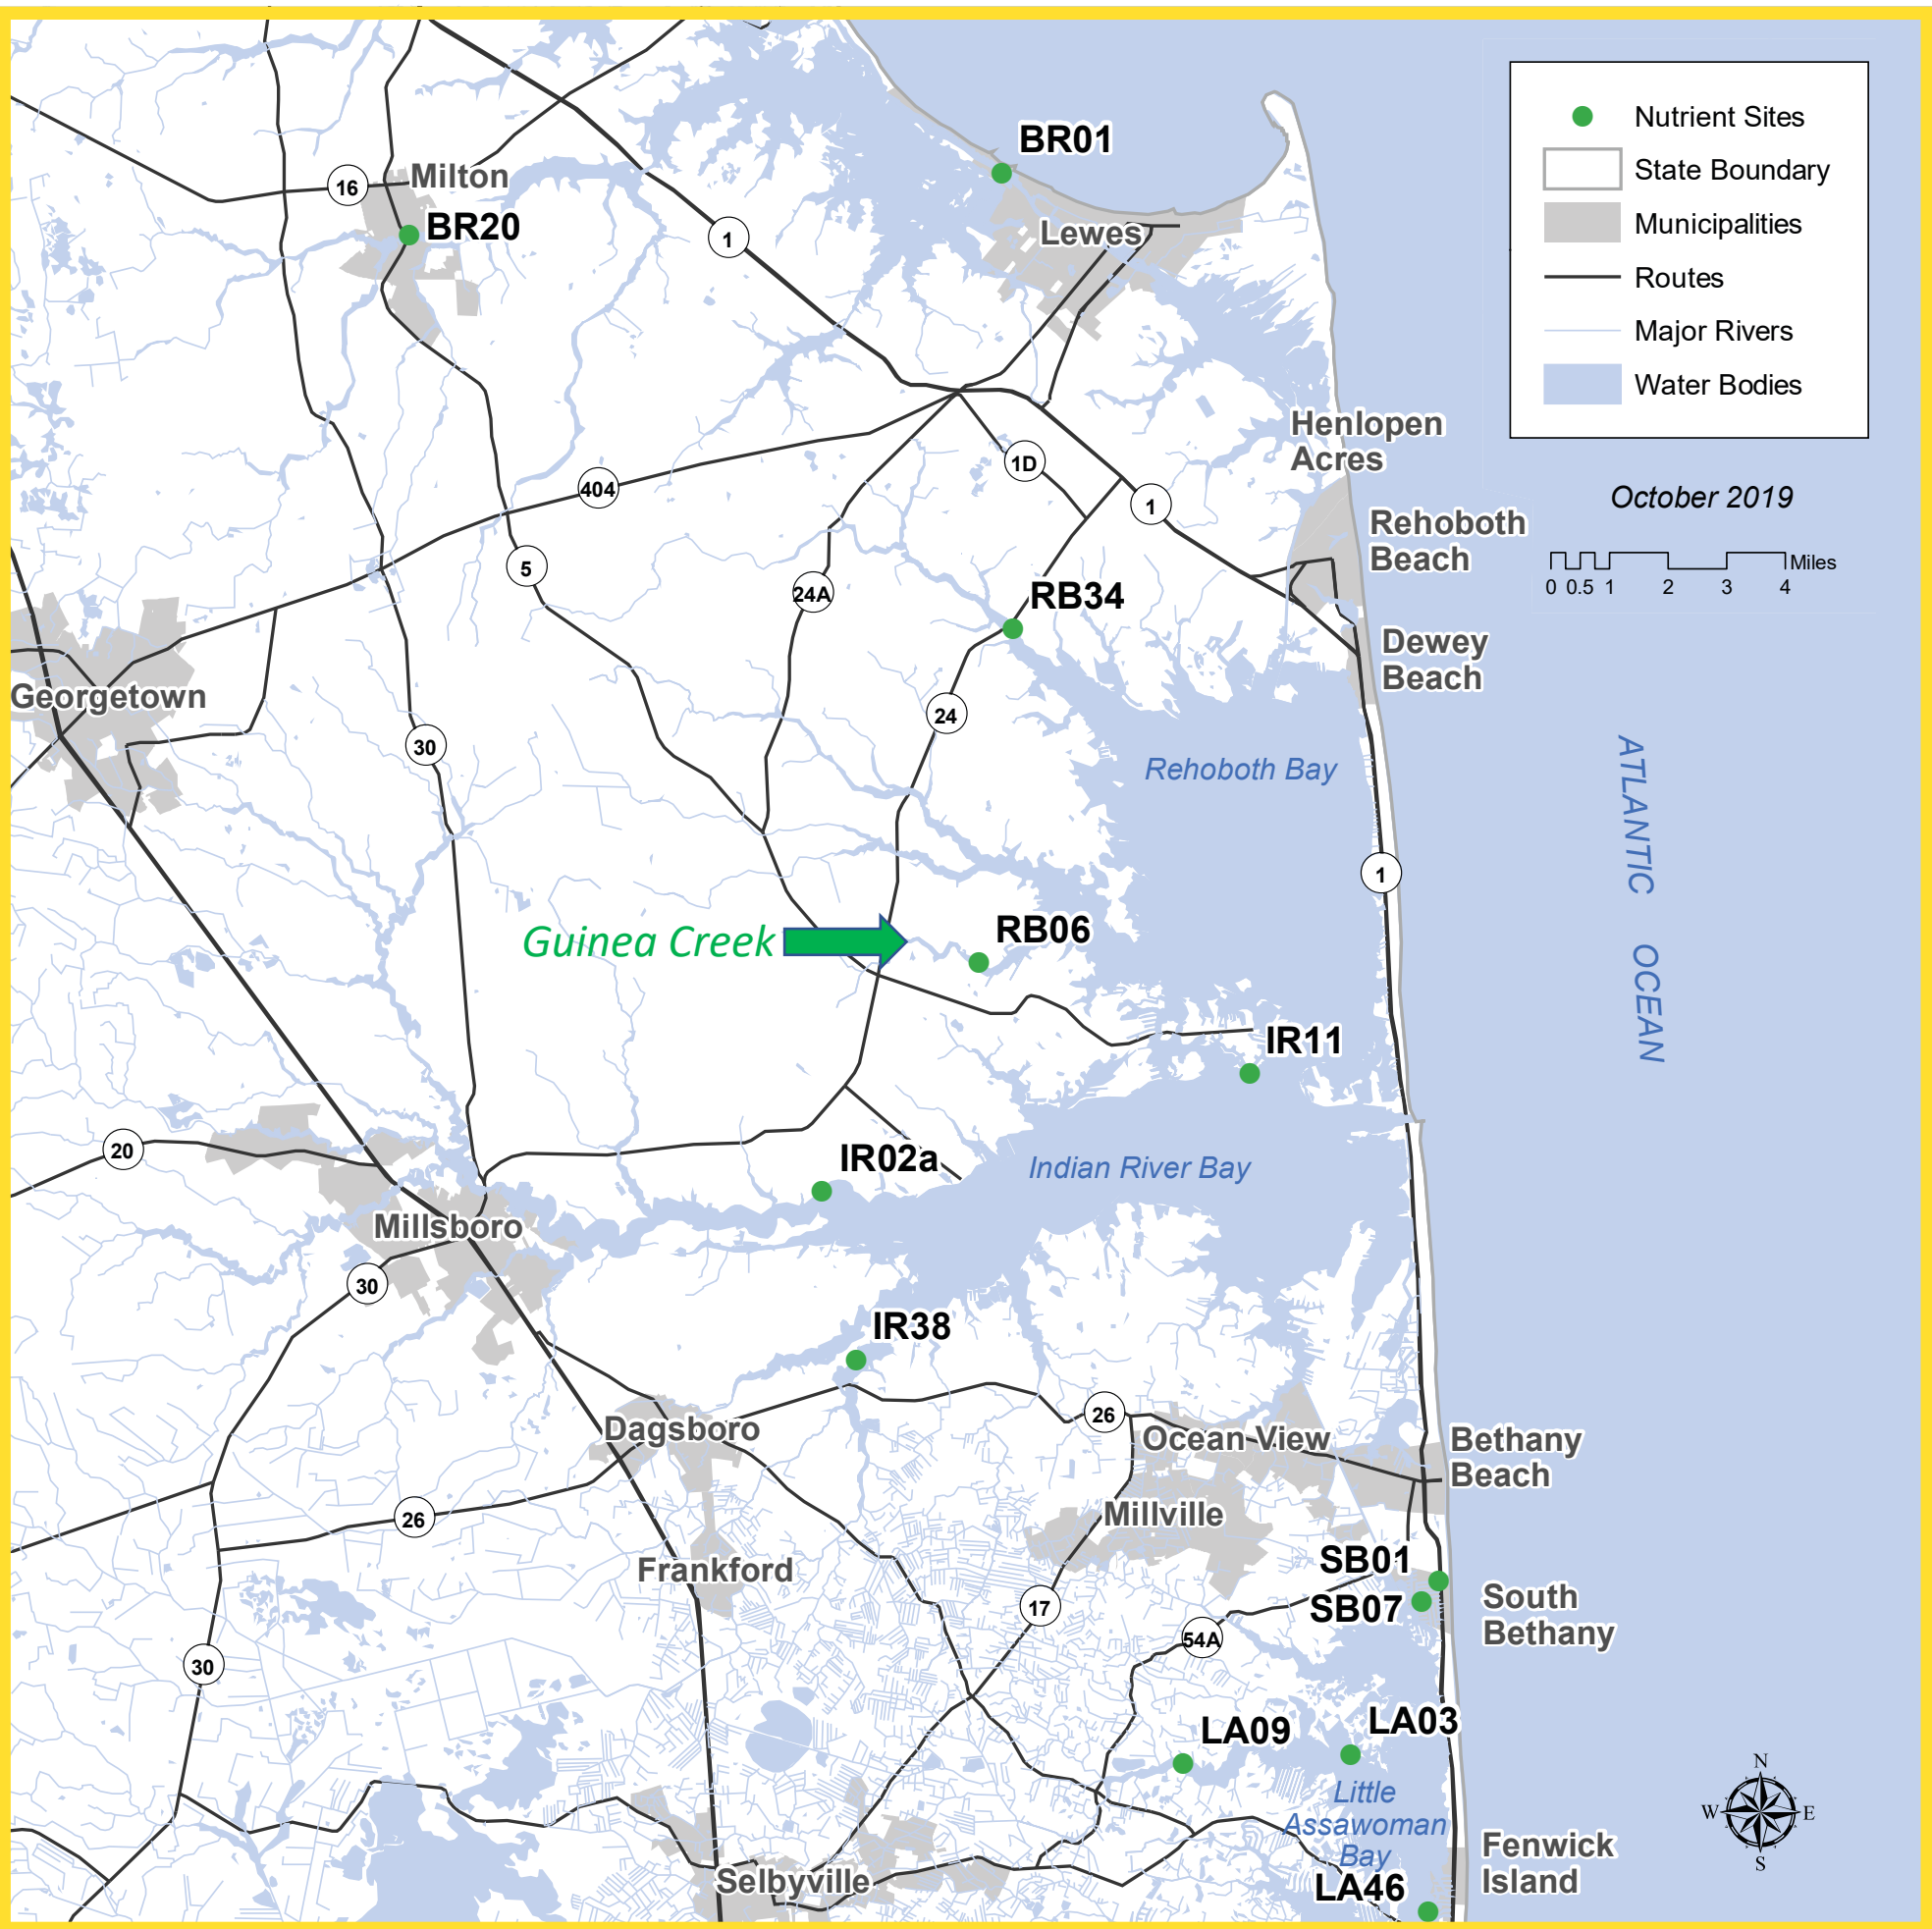 BR01
Nutrient Sites
State Boundary
Municipalities
Routes
Major Rivers
Water Bodies
16
Milton
BR20
1
Lewes
Henlopen
Acres
1D
404
1
October 2019
Rehoboth
Beach
Miles
0 0.5 1 2 3 4
5
24A
RB34
Dewey
Beach
Georgetown
24
30
Rehoboth Bay
ATLANTIC OCEAN
1
Guinea Creek
RB06
IR11
20
IR02a
Indian River Bay
Millsboro
30
IR38
26
Dagsboro
Ocean View
Bethany
Beach
26
Millville
Frankford
SB01
17
SB07
South
Bethany
54A
30
LA09
LA03
Little
Assawoman
Bay
N
W E
S
Fenwick
Island
Selbyville
LA46